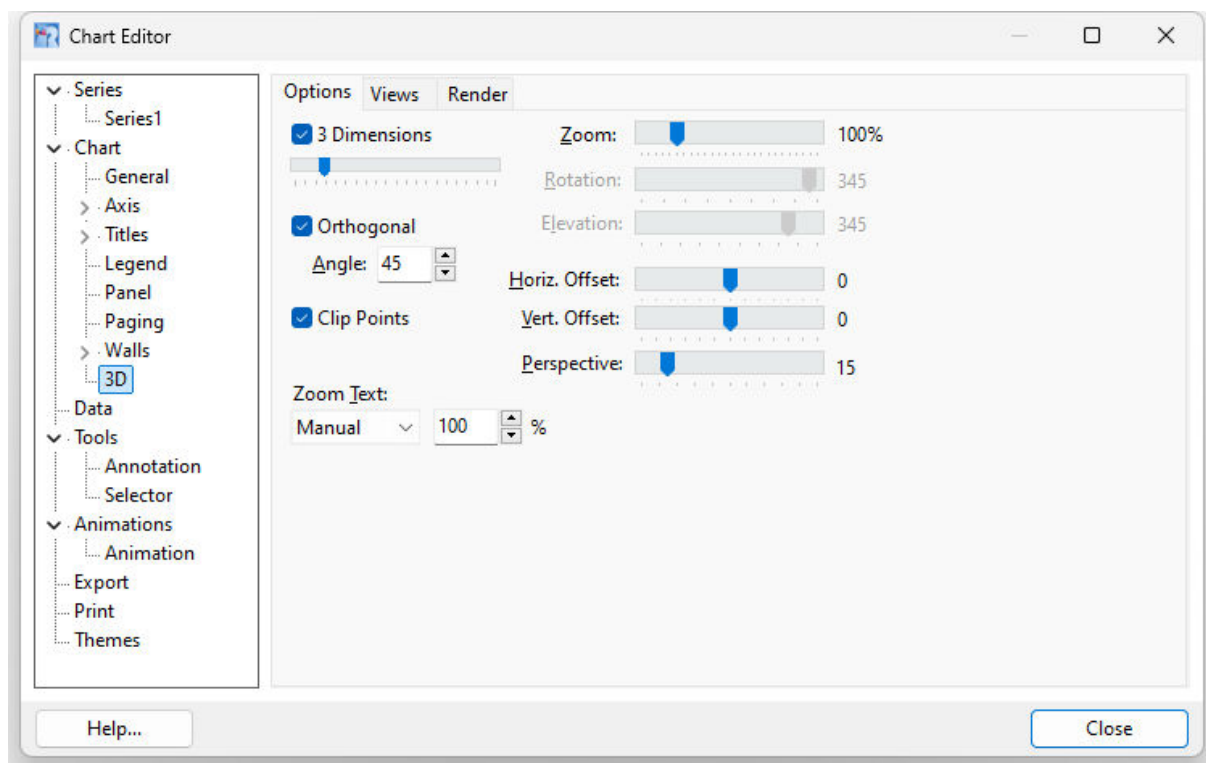 Chart Editor
Series
Series1
Chart
General
Axis
Titles
Legend
Panel
Paging
Walls
3D
Data
Tools
Annotation
Selector
Animations
Animation
Export
Print
Themes
Options Views Render
3 Dimensions
Orthogonal
Angle: 45
Clip Points
Zoom Text:
Manual 100 %
Zoom: 100%
Rotation: 345
Elevation: 345
Horiz. Offset: 0
Vert. Offset: 0
Perspective: 15
Help...
Close